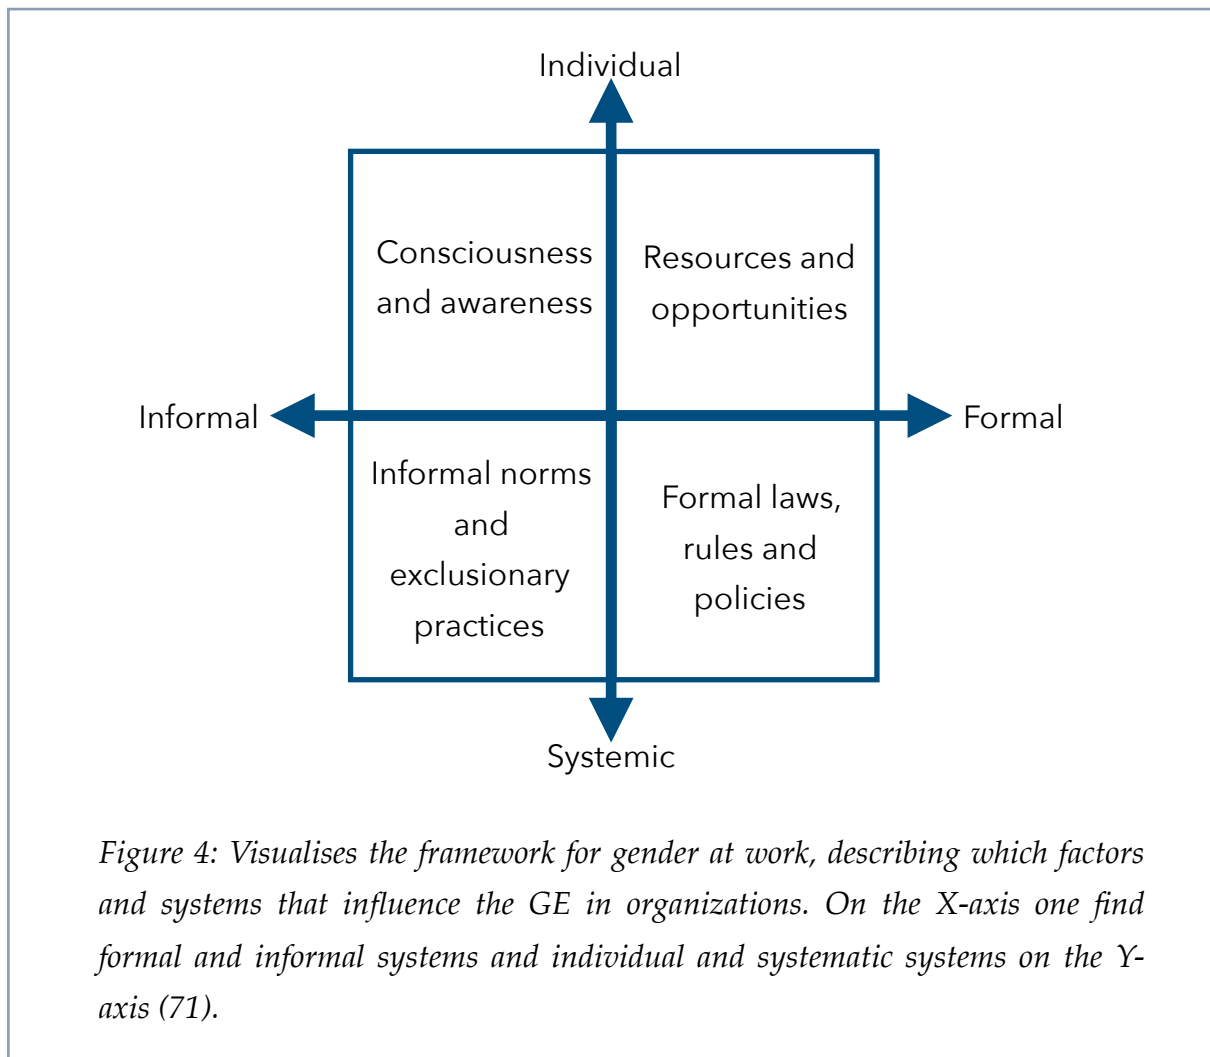 Individual
Consciousness
and awareness
Resources and
opportunities
Informal
Formal
Informal norms
and
exclusionary
practices
Formal laws,
rules and
policies
Systemic
Figure 4: Visualises the framework for gender at work, describing which factors
and systems that influence the GE in organizations. On the X-axis one find
formal and informal systems and individual and systematic systems on the Y-
axis (71).